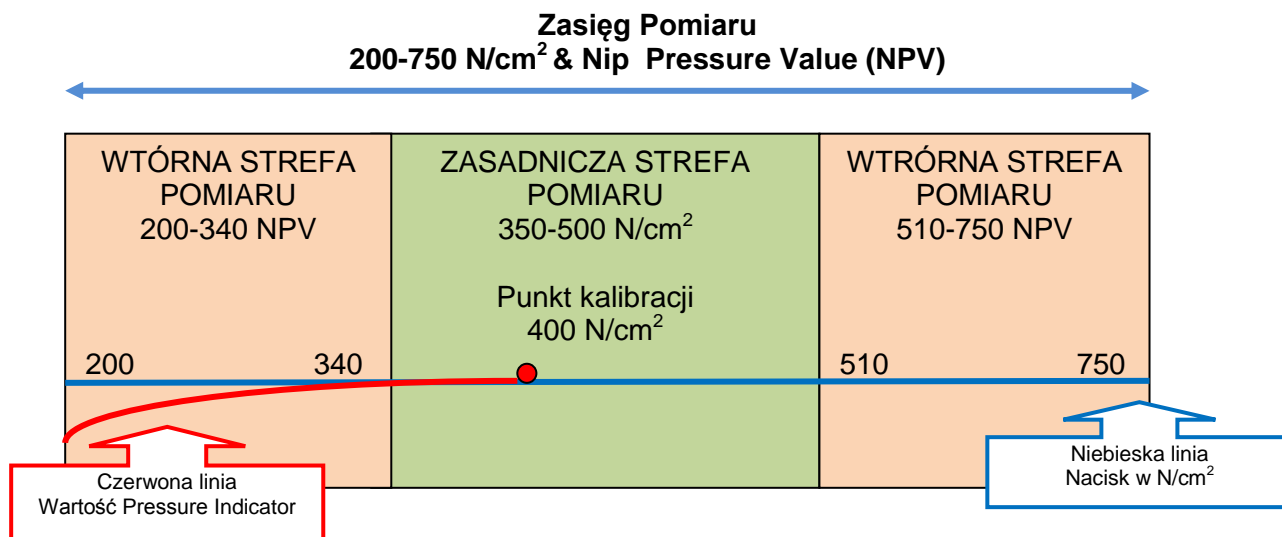 Zasięg Pomiaru
200-750 N/cm² & Nip Pressure Value (NPV)
WTÓRNA STREFA
POMIARU
200-340 NPV
ZASADNICZA STREFA
POMIARU
350-500 N/cm²
WTRÓRNA STREFA
POMIARU
510-750 NPV
Punkt kalibracji
400 N/cm²
200
340
510
750
Czerwona linia
Wartość Pressure Indicator
Niebieska linia
Nacisk w N/cm²